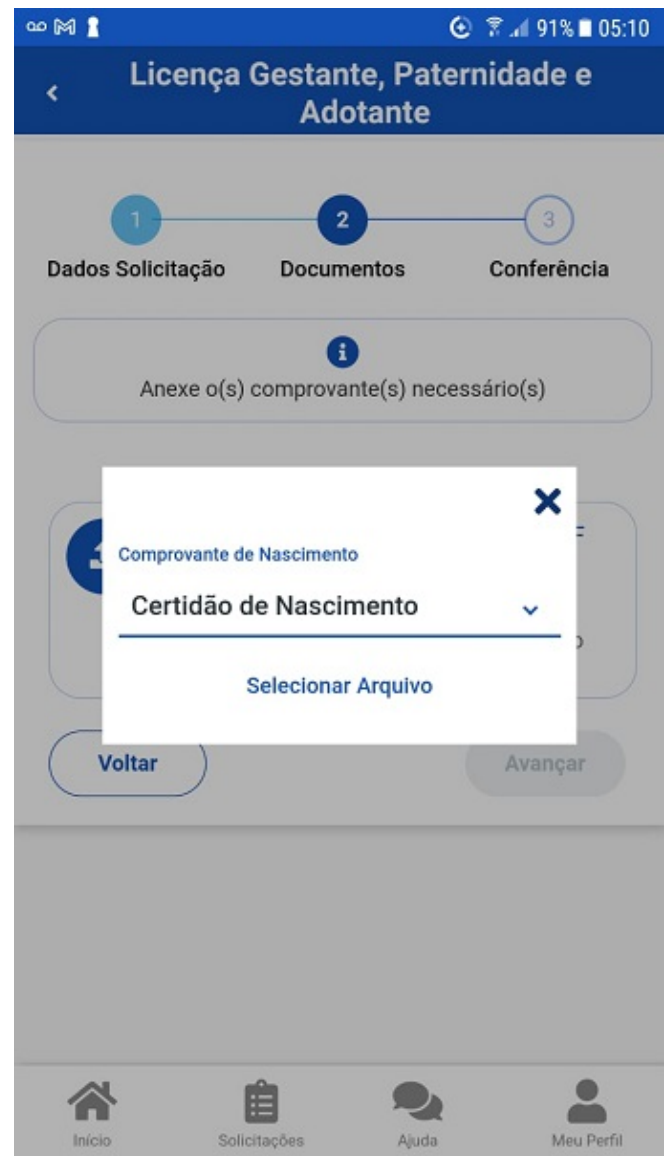 91% 05:10
Licença Gestante, Paternidade e
Adotante
1
2
3
Dados Solicitação
Documentos
Conferência
Anexe o(s) comprovante(s) necessário(s)
Comprovante de Nascimento
Certidão de Nascimento
Selecionar Arquivo
Voltar
Avançar
Início
Solicitações
Ajuda
Meu Perfil